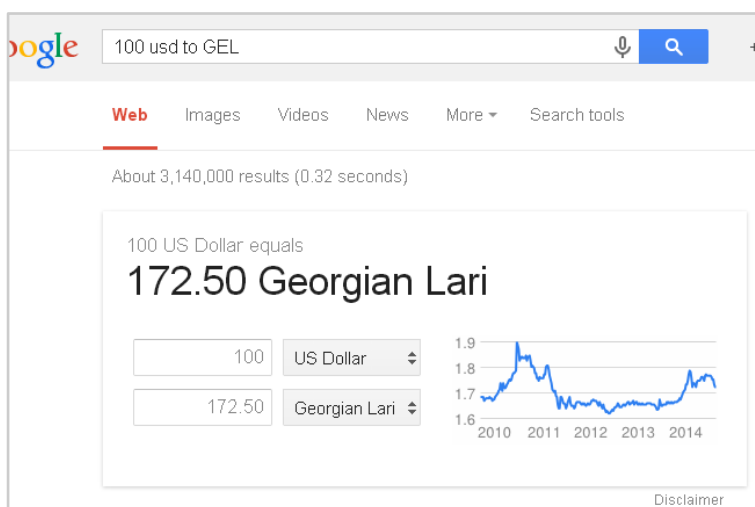 oogle 100 usd to GEL
Web Images Videos News More Search tools
About 3,140,000 results (0.32 seconds)
100 US Dollar equals
172.50 Georgian Lari
100 US Dollar
172.50 Georgian Lari
1.9
1.8
1.7
1.6
2010 2011 2012 2013 2014
Disclaimer